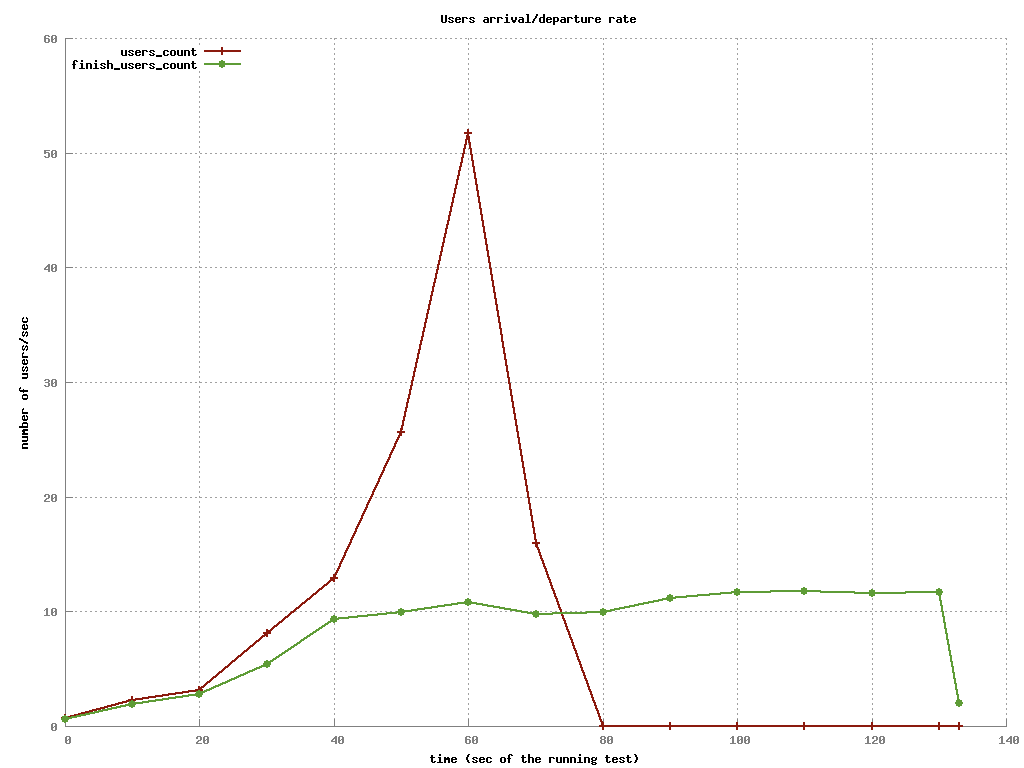 Users arrival/departure rate
60
users_count
finish_users_count
50
40
30
20
10
0
number of users/sec
0 20 40 60 80 100 120 140
time (sec of the running test)